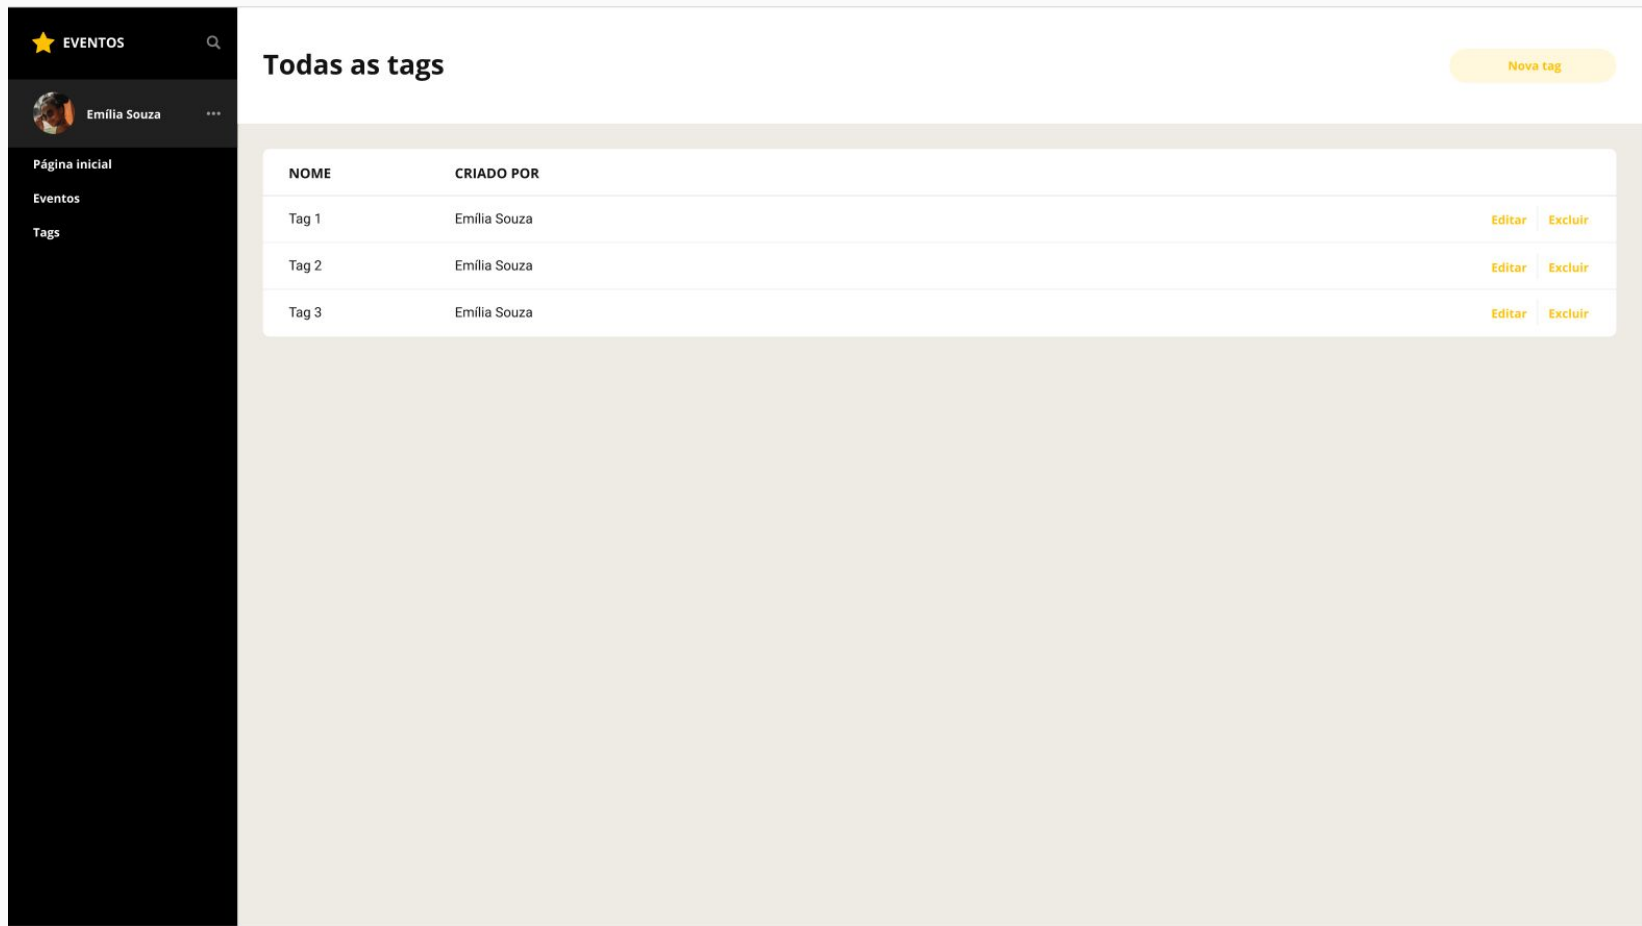 EVENTOS
Emília Souza
Página inicial
Eventos
Tags
Todas as tags
Nova tag
NOME CRIADO POR
Tag 1 Emília Souza Editar Excluir
Tag 2 Emília Souza Editar Excluir
Tag 3 Emília Souza Editar Excluir